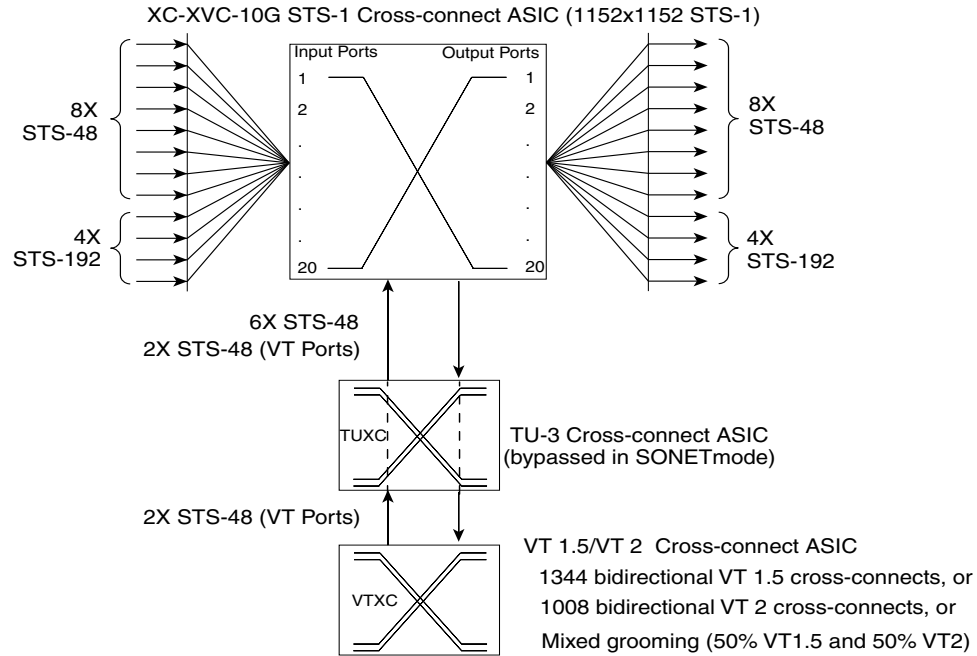 XC-XVC-10G STS-1 Cross-connect ASIC (1152x1152 STS-1)
Input Ports
Output Ports
1
1
2
2
8X
STS-48
8X
STS-48
.
.
.
.
.
.
.
.
4X
STS-192
4X
STS-192
20
20
6X STS-48
2X STS-48 (VT Ports)
TUXC
TU-3 Cross-connect ASIC
(bypassed in SONETmode)
2X STS-48 (VT Ports)
VTXC
VT 1.5/VT 2 Cross-connect ASIC
1344 bidirectional VT 1.5 cross-connects, or
1008 bidirectional VT 2 cross-connects, or
Mixed grooming (50% VT1.5 and 50% VT2)